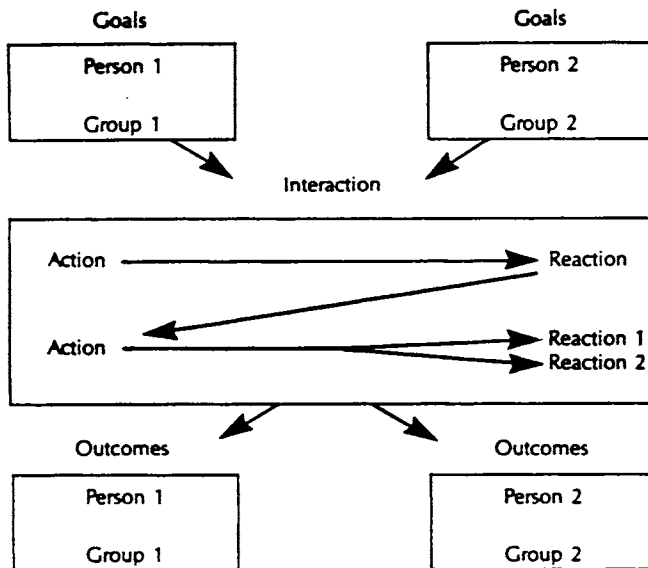 Goals Goals
Person 1 Person 2
Group 1 Group 2
Interaction
Action Reaction
Action Reaction 1
Reaction 2
Outcomes Outcomes
Person 1 Person 2
Group 1 Group 2